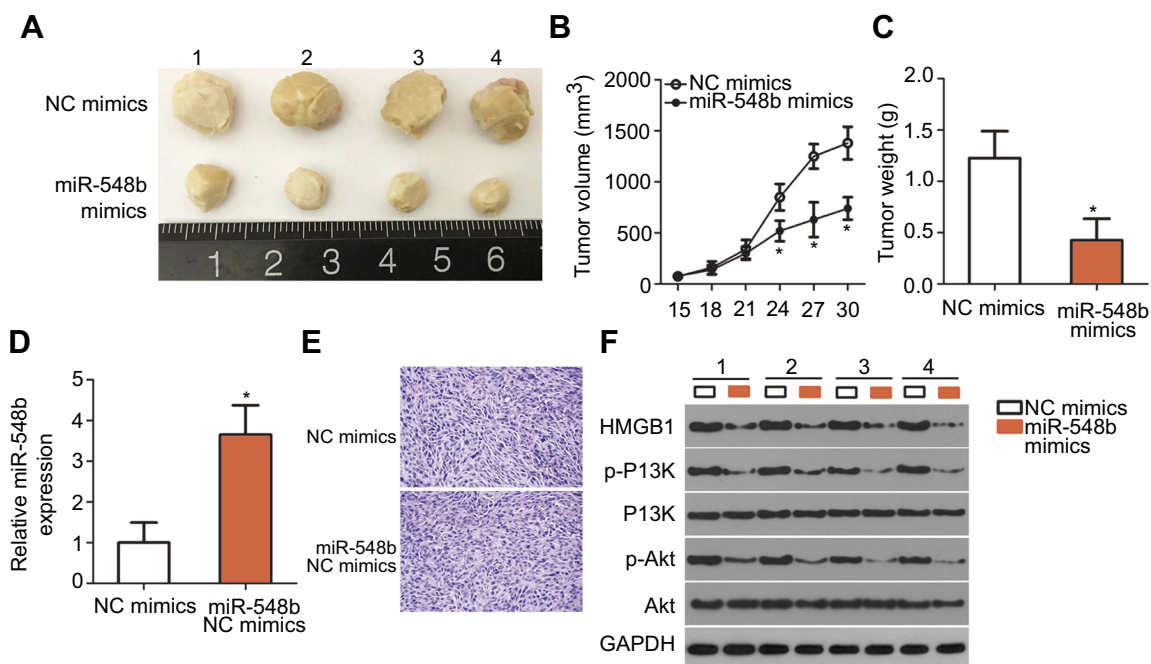 A
1 2 3 4
NC mimics
miR-548b
mimics
1 2 3 4 5 6
B
Tumor volume (mm³)
2000
1500
1000
500
0
NC mimics
miR-548b mimics
* * *
15 18 21 24 27 30
C
Tumor weight (g)
2.0
1.5
1.0
0.5
0.0
*
NC mimics
miR-548b
mimics
D
Relative miR-548b
expression
5
4
3
2
1
0
*
NC mimics
miR-548b
NC mimics
E
NC mimics
miR-548b
NC mimics
F
1 2 3 4
HMGB1
p-P13K
P13K
p-Akt
Akt
GAPDH
NC mimics
miR-548b
mimics